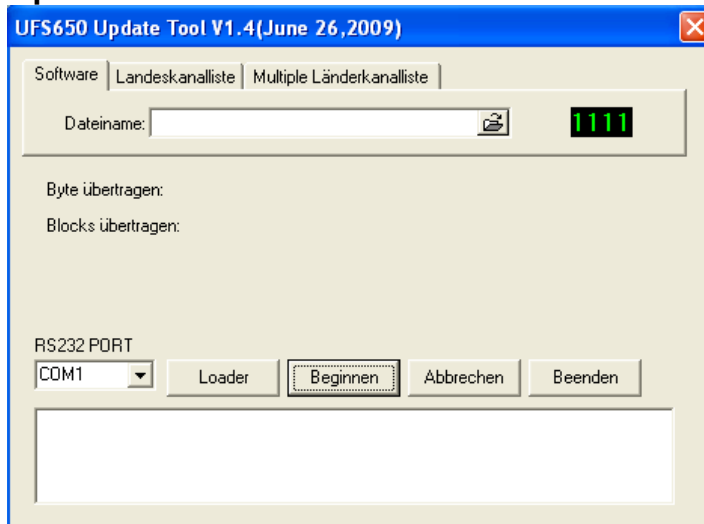 UFS650 Update Tool V1.4(June 26,2009)
Software Landeskanalliste Multiple Länderkanalliste
Dateiname: 1111
Byte übertragen:
Blocks übertragen:
RS232 PORT
COM1 Loader Beginnen Abbrechen Beenden